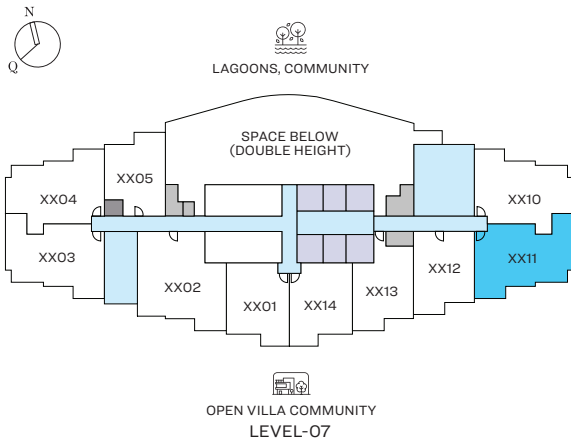 N
Q
LAGOONS, COMMUNITY
SPACE BELOW
(DOUBLE HEIGHT)
XX05
XX04
XX10
XX03
XX11
XX12
XX02
XX13
XX01
XX14
OPEN VILLA COMMUNITY
LEVEL-07